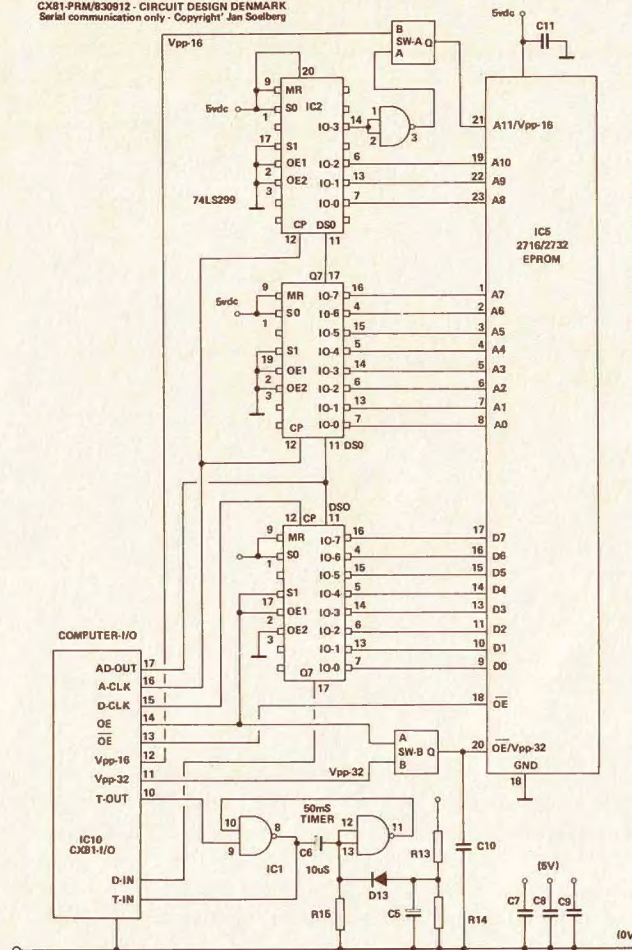 CX81-PRM/830912 - CIRCUIT DESIGN DENMARK
Serial communication only - Copyright' Jan Soelberg
Vpp-16
B
SW-A Q
A
5vdc
C11
20
9 MR
5vdc
S0 IC2
1
17 S1
OE1
2
OE2
3
74LS299
IO-3 14
1
2
3
IO-2 6
IO-1 13
IO-0 7
CP DS0
12 11
21 A11/Vpp-16
19 A10
22 A9
23 A8
IC5
2716/2732
EPROM
Q7 17
9 MR
5vdc
S0
1
S1
19
OE1
2
OE2
3
CP
12
IO-7 16
10-6 4
IO-5 15
IO-4 5
IO-3 14
IO-2 6
IO-1 13
IO-0 7
11 DS0
1 A7
2 A6
3 A5
4 A4
5 A3
6 A2
7 A1
8 A0
12 CP
DSO
11
9 MR
S0
1
S1
17
OE1
2
OE2
3
IO-7 16
IO-6 4
IO-5 15
IO-4 5
IO-3 14
IO-2 6
IO-1 13
IO-0 7
Q7
17
17 D7
16 D6
15 D5
14 D4
13 D3
11 D2
10 D1
9 D0
18 OE
20 OE/Vpp-32
GND
18
COMPUTER-I/O
AD-OUT 17
A-CLK 16
D-CLK 15
OE 14
OE 13
Vpp-16 12
Vpp-32 11
T-OUT 10
IC10
CX81-I/O
D-IN
T-IN
A
SW-B Q
B
Vpp-32
50mS
TIMER
10
9
8
IC1
C6
10uS
12
13
11
R13
C10
D13
R15
C5
R14
(5V)
C7 C8 C9
(0V